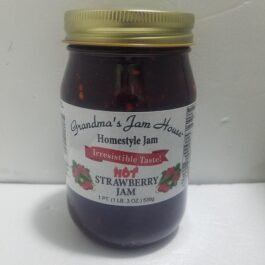 Grandma's Jam House
Homestyle Jam
Irresistible Taste!
HOT
STRAWBERRY
JAM
1 PT. (1 LB. 3 OZ.) 539g